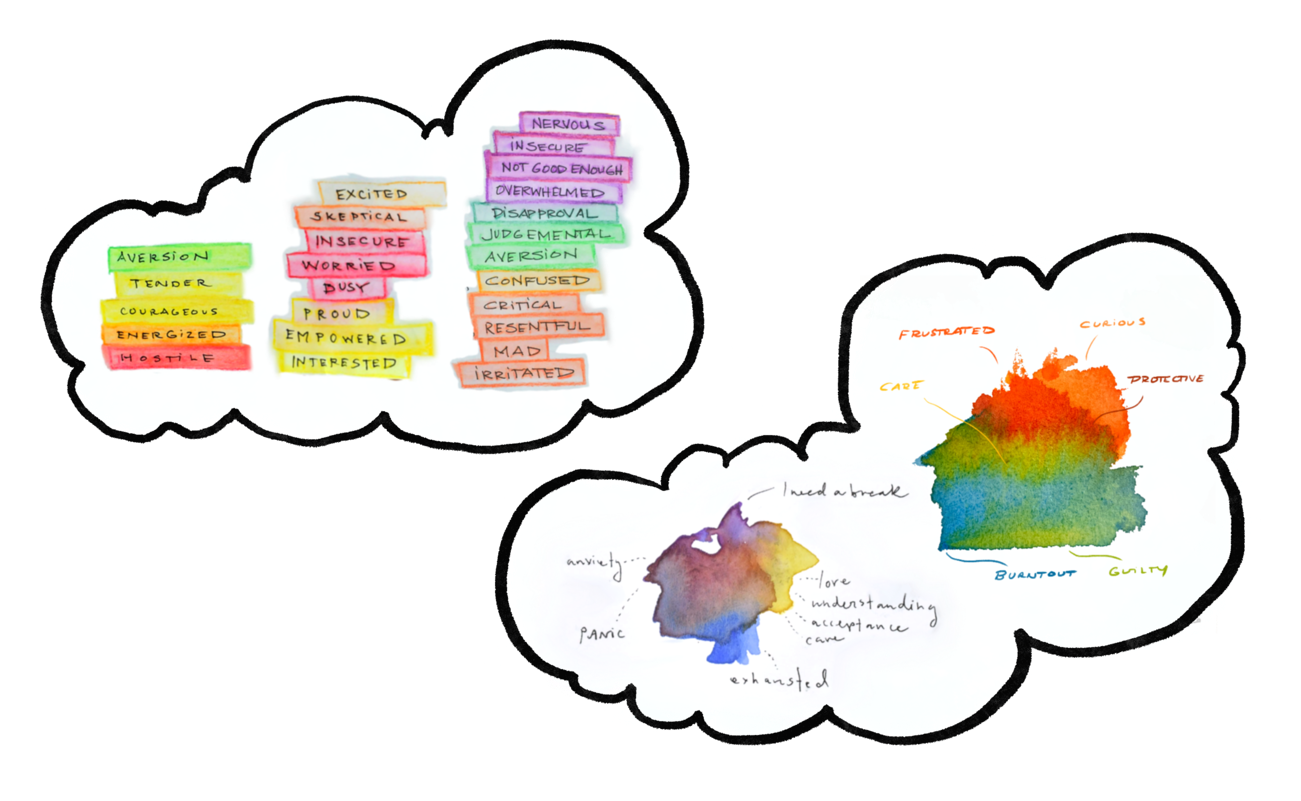 AVERSION
TENDER
COURAGEOUS
ENERGIZED
HOSTILE
EXCITED
SKEPTICAL
INSECURE
WORRIED
BUSY
PROUD
EMPOWERED
INTERESTED
NERVOUS
INSECURE
NOT GOOD ENOUGH
OVERWHELMED
DISAPPROVAL
JUDGEMENTAL
AVERSION
CONFUSED
CRITICAL
RESENTFUL
MAD
IRRITATED
FRUSTRATED
CURIOUS
CARE
PROTECTIVE
BURNTOUT
GUILTY
I need a break
anxiety
PANIC
love
understanding
acceptance
care
exhausted